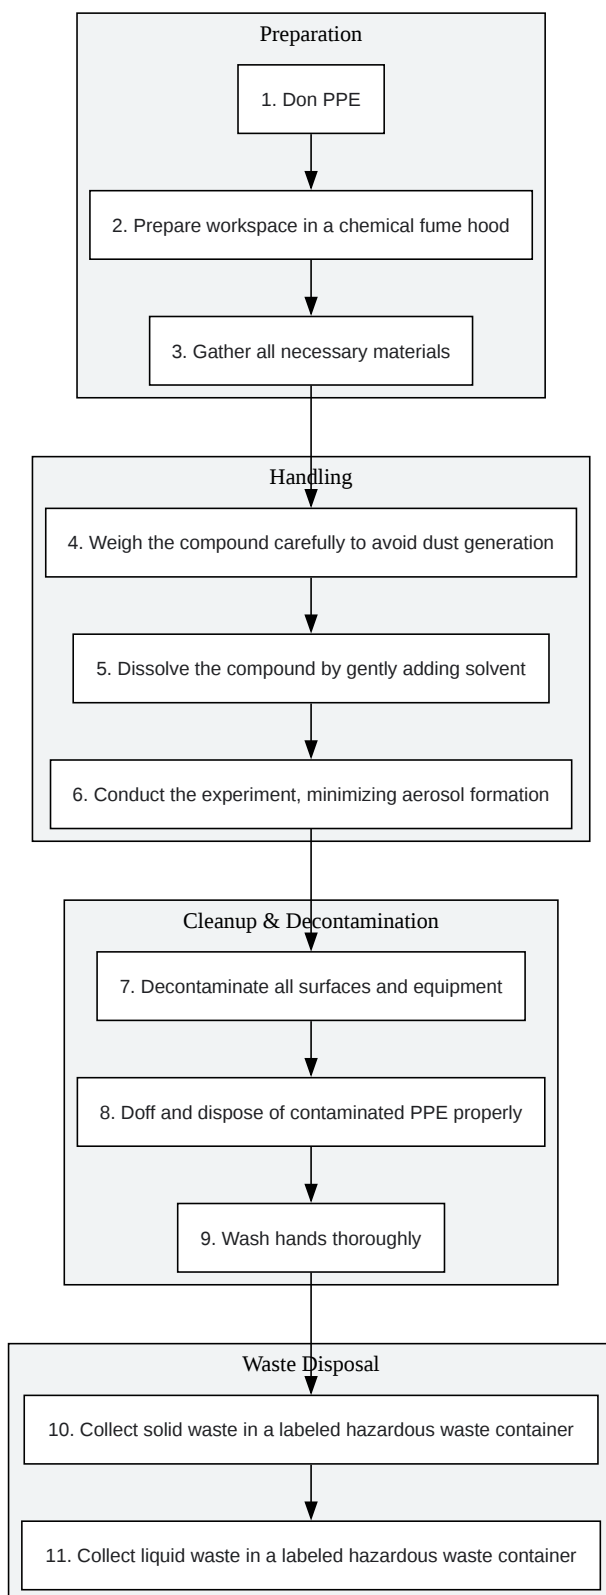 Preparation
1. Don PPE
2. Prepare workspace in a chemical fume hood
3. Gather all necessary materials
Handling
4. Weigh the compound carefully to avoid dust generation
5. Dissolve the compound by gently adding solvent
6. Conduct the experiment, minimizing aerosol formation
Cleanup & Decontamination
7. Decontaminate all surfaces and equipment
8. Doff and dispose of contaminated PPE properly
9. Wash hands thoroughly
Waste Disposal
10. Collect solid waste in a labeled hazardous waste container
11. Collect liquid waste in a labeled hazardous waste container